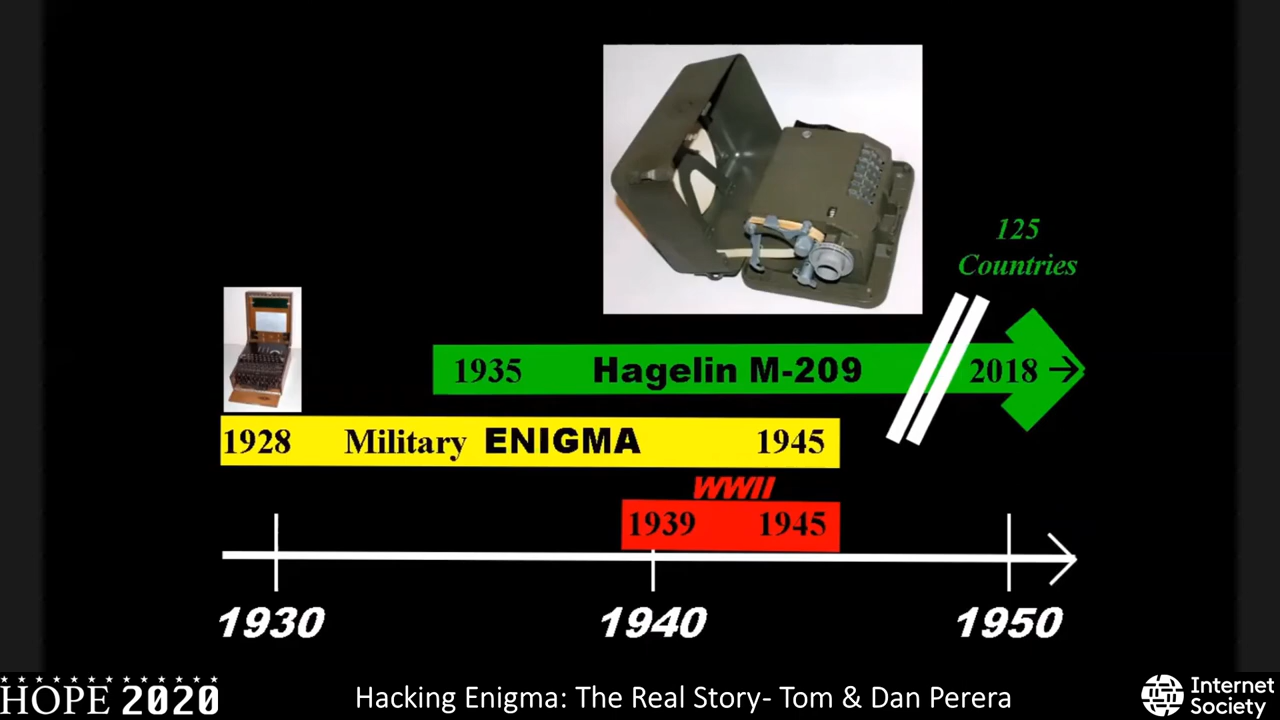 125
Countries
1935 Hagelin M-209 2018
1928 Military ENIGMA 1945
WWII
1939 1945
1930 1940 1950
HOPE 2020
Hacking Enigma: The Real Story- Tom & Dan Perera
Internet
Society